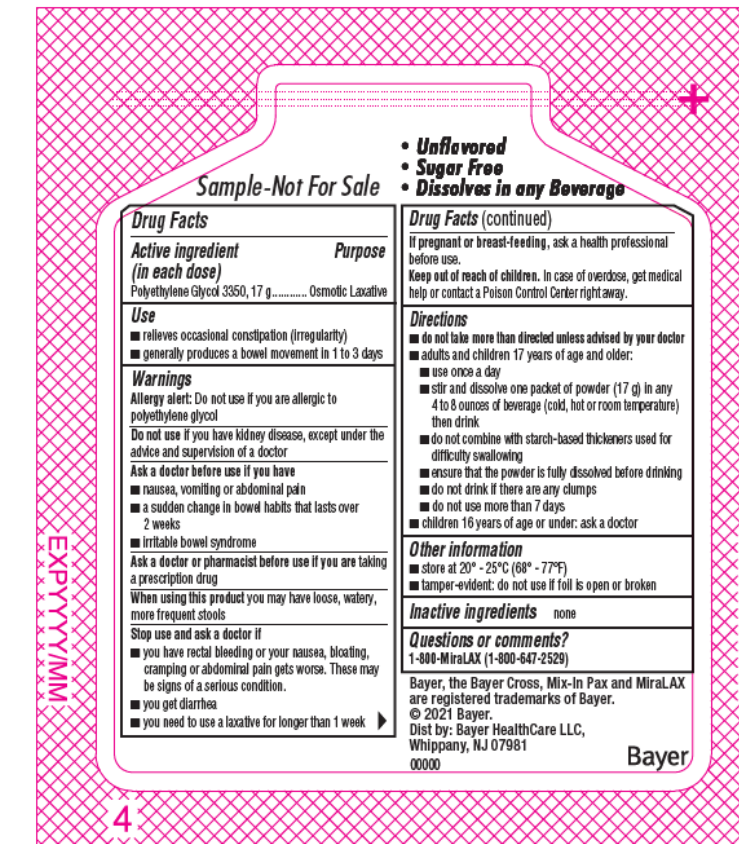 • Unflavored
• Sugar Free
• Dissolves in any Beverage
Sample-Not For Sale
Drug Facts
Active ingredient Purpose
(in each dose)
Polyethylene Glycol 3350, 17 g............ Osmotic Laxative
Use
■ relieves occasional constipation (irregularity)
■ generally produces a bowel movement in 1 to 3 days
Warnings
Allergy alert: Do not use if you are allergic to
polyethylene glycol
Do not use if you have kidney disease, except under the
advice and supervision of a doctor
Ask a doctor before use if you have
■ nausea, vomiting or abdominal pain
■ a sudden change in bowel habits that lasts over
2 weeks
■ irritable bowel syndrome
Ask a doctor or pharmacist before use if you are taking
a prescription drug
When using this product you may have loose, watery,
more frequent stools
Stop use and ask a doctor if
■ you have rectal bleeding or your nausea, bloating,
cramping or abdominal pain gets worse. These may
be signs of a serious condition.
■ you get diarrhea
■ you need to use a laxative for longer than 1 week
Drug Facts (continued)
If pregnant or breast-feeding, ask a health professional
before use.
Keep out of reach of children. In case of overdose, get medical
help or contact a Poison Control Center right away.
Directions
■ do not take more than directed unless advised by your doctor
■ adults and children 17 years of age and older:
■ use once a day
■ stir and dissolve one packet of powder (17 g) in any
4 to 8 ounces of beverage (cold, hot or room temperature)
then drink
■ do not combine with starch-based thickeners used for
difficulty swallowing
■ ensure that the powder is fully dissolved before drinking
■ do not drink if there are any clumps
■ do not use more than 7 days
■ children 16 years of age or under: ask a doctor
Other information
■ store at 20° - 25°C (68° - 77°F)
■ tamper-evident: do not use if foil is open or broken
Inactive ingredients none
Questions or comments?
1-800-MiraLAX (1-800-647-2529)
Bayer, the Bayer Cross, Mix-In Pax and MiraLAX
are registered trademarks of Bayer.
© 2021 Bayer.
Dist by: Bayer HealthCare LLC,
Whippany, NJ 07981
00000
Bayer
EXPYYYY/MM
4